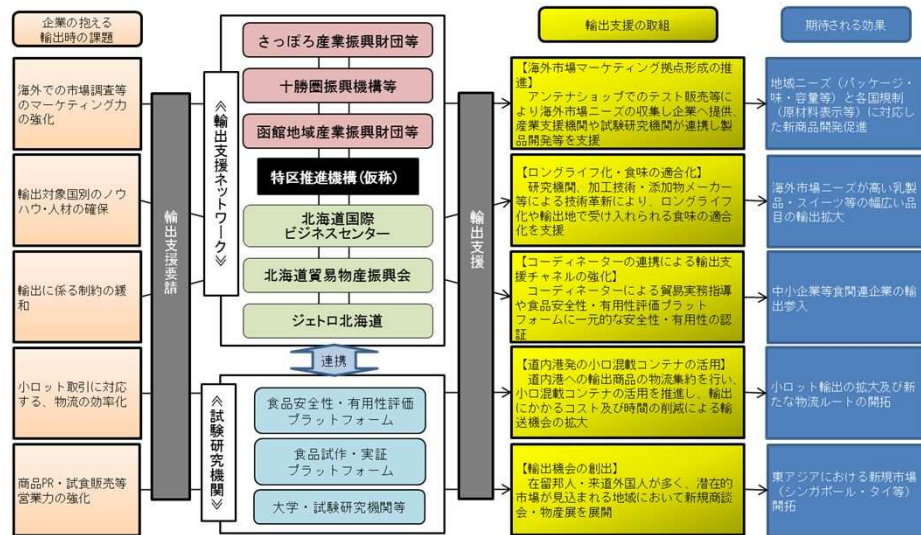 企業の抱える
輸出時の課題
海外での市場調査等
のマーケティング力
の強化
輸出対象国別のノウ
ハウ・人材の確保
輸出に係る制約の緩
和
小ロット取引に対応
する、物流の効率化
商品PR・試食販売等
営業力の強化
輸出支援要請
≪輸出支援ネットワーク≫
さっぽろ産業振興財団等
十勝圏振興機構等
函館地域産業振興財団等
特区推進機構(仮称)
北海道国際
ビジネスセンター
北海道貿易物産振興会
ジェトロ北海道
連携
≪試験研究機関≫
食品安全性・有用性評価
プラットフォーム
食品試作・実証
プラットフォーム
大学・試験研究機関等
輸出支援
輸出支援の取組
【海外市場マーケティング拠点形成の推
進】
アンテナショップでのテスト販売等に
より海外市場ニーズの収集し企業へ提供、
産業支援機関や試験研究機関が連携し製
品開発等を支援
【ロングライフ化・食味の適合化】
研究機関、加工技術・添加物メーカー
等による技術革新により、ロングライフ
化や輸出地で受け入れられる食味の適合
化を支援
【コーディネーターの連携による輸出支
援チャネルの強化】
コーディネーターによる貿易実務指導
や食品安全性・有用性評価プラット
フォームに一元的な安全性・有用性の認
証
【道内港発の小口混載コンテナの活用】
道内港への輸出商品の物流集約を行い、
小口混載コンテナの活用を推進し、輸出
にかかるコスト及び時間の削減による輸
送機会の拡大
【輸出機会の創出】
在留邦人・来道外国人が多く、潜在的
市場が見込まれる地域において新規商談
会・物産展を展開
期待される効果
地域ニーズ(パッケージ・
味・容量等)と各国規制
(原材料表示等)に対応
した新商品開発促進
海外市場ニーズが高い乳製
品・スイーツ等の幅広い品
目の輸出拡大
中小企業等食関連企業の輸
出参入
小ロット輸出の拡大及び新
たな物流ルートの開拓
東アジアにおける新規市場
(シンガポール・タイ等)
開拓